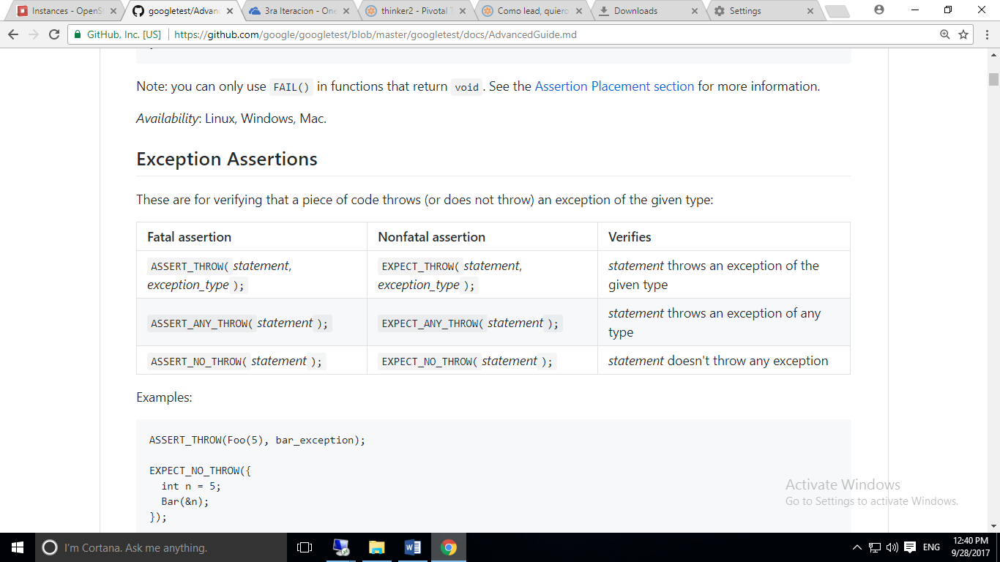 Instances - OpenSt
googletest/Advan
3ra Iteracion - One
thinker2 - Pivotal T
Como lead, quiero
Downloads
Settings
GitHub, Inc. [US] https://github.com/google/googletest/blob/master/googletest/docs/AdvancedGuide.md
Note: you can only use FAIL() in functions that return void . See the Assertion Placement section for more information.
Availability: Linux, Windows, Mac.
Exception Assertions
These are for verifying that a piece of code throws (or does not throw) an exception of the given type:
Fatal assertion
Nonfatal assertion
Verifies
ASSERT_THROW( statement,
exception_type );
EXPECT_THROW( statement,
exception_type );
statement throws an exception of the
given type
ASSERT_ANY_THROW( statement );
EXPECT_ANY_THROW( statement );
statement throws an exception of any
type
ASSERT_NO_THROW( statement );
EXPECT_NO_THROW( statement );
statement doesn't throw any exception
Examples:
ASSERT_THROW(Foo(5), bar_exception);
EXPECT_NO_THROW({
int n = 5;
Bar(&n);
});
Activate Windows
Go to Settings to activate Windows.
I'm Cortana. Ask me anything.
ENG
12:40 PM
9/28/2017